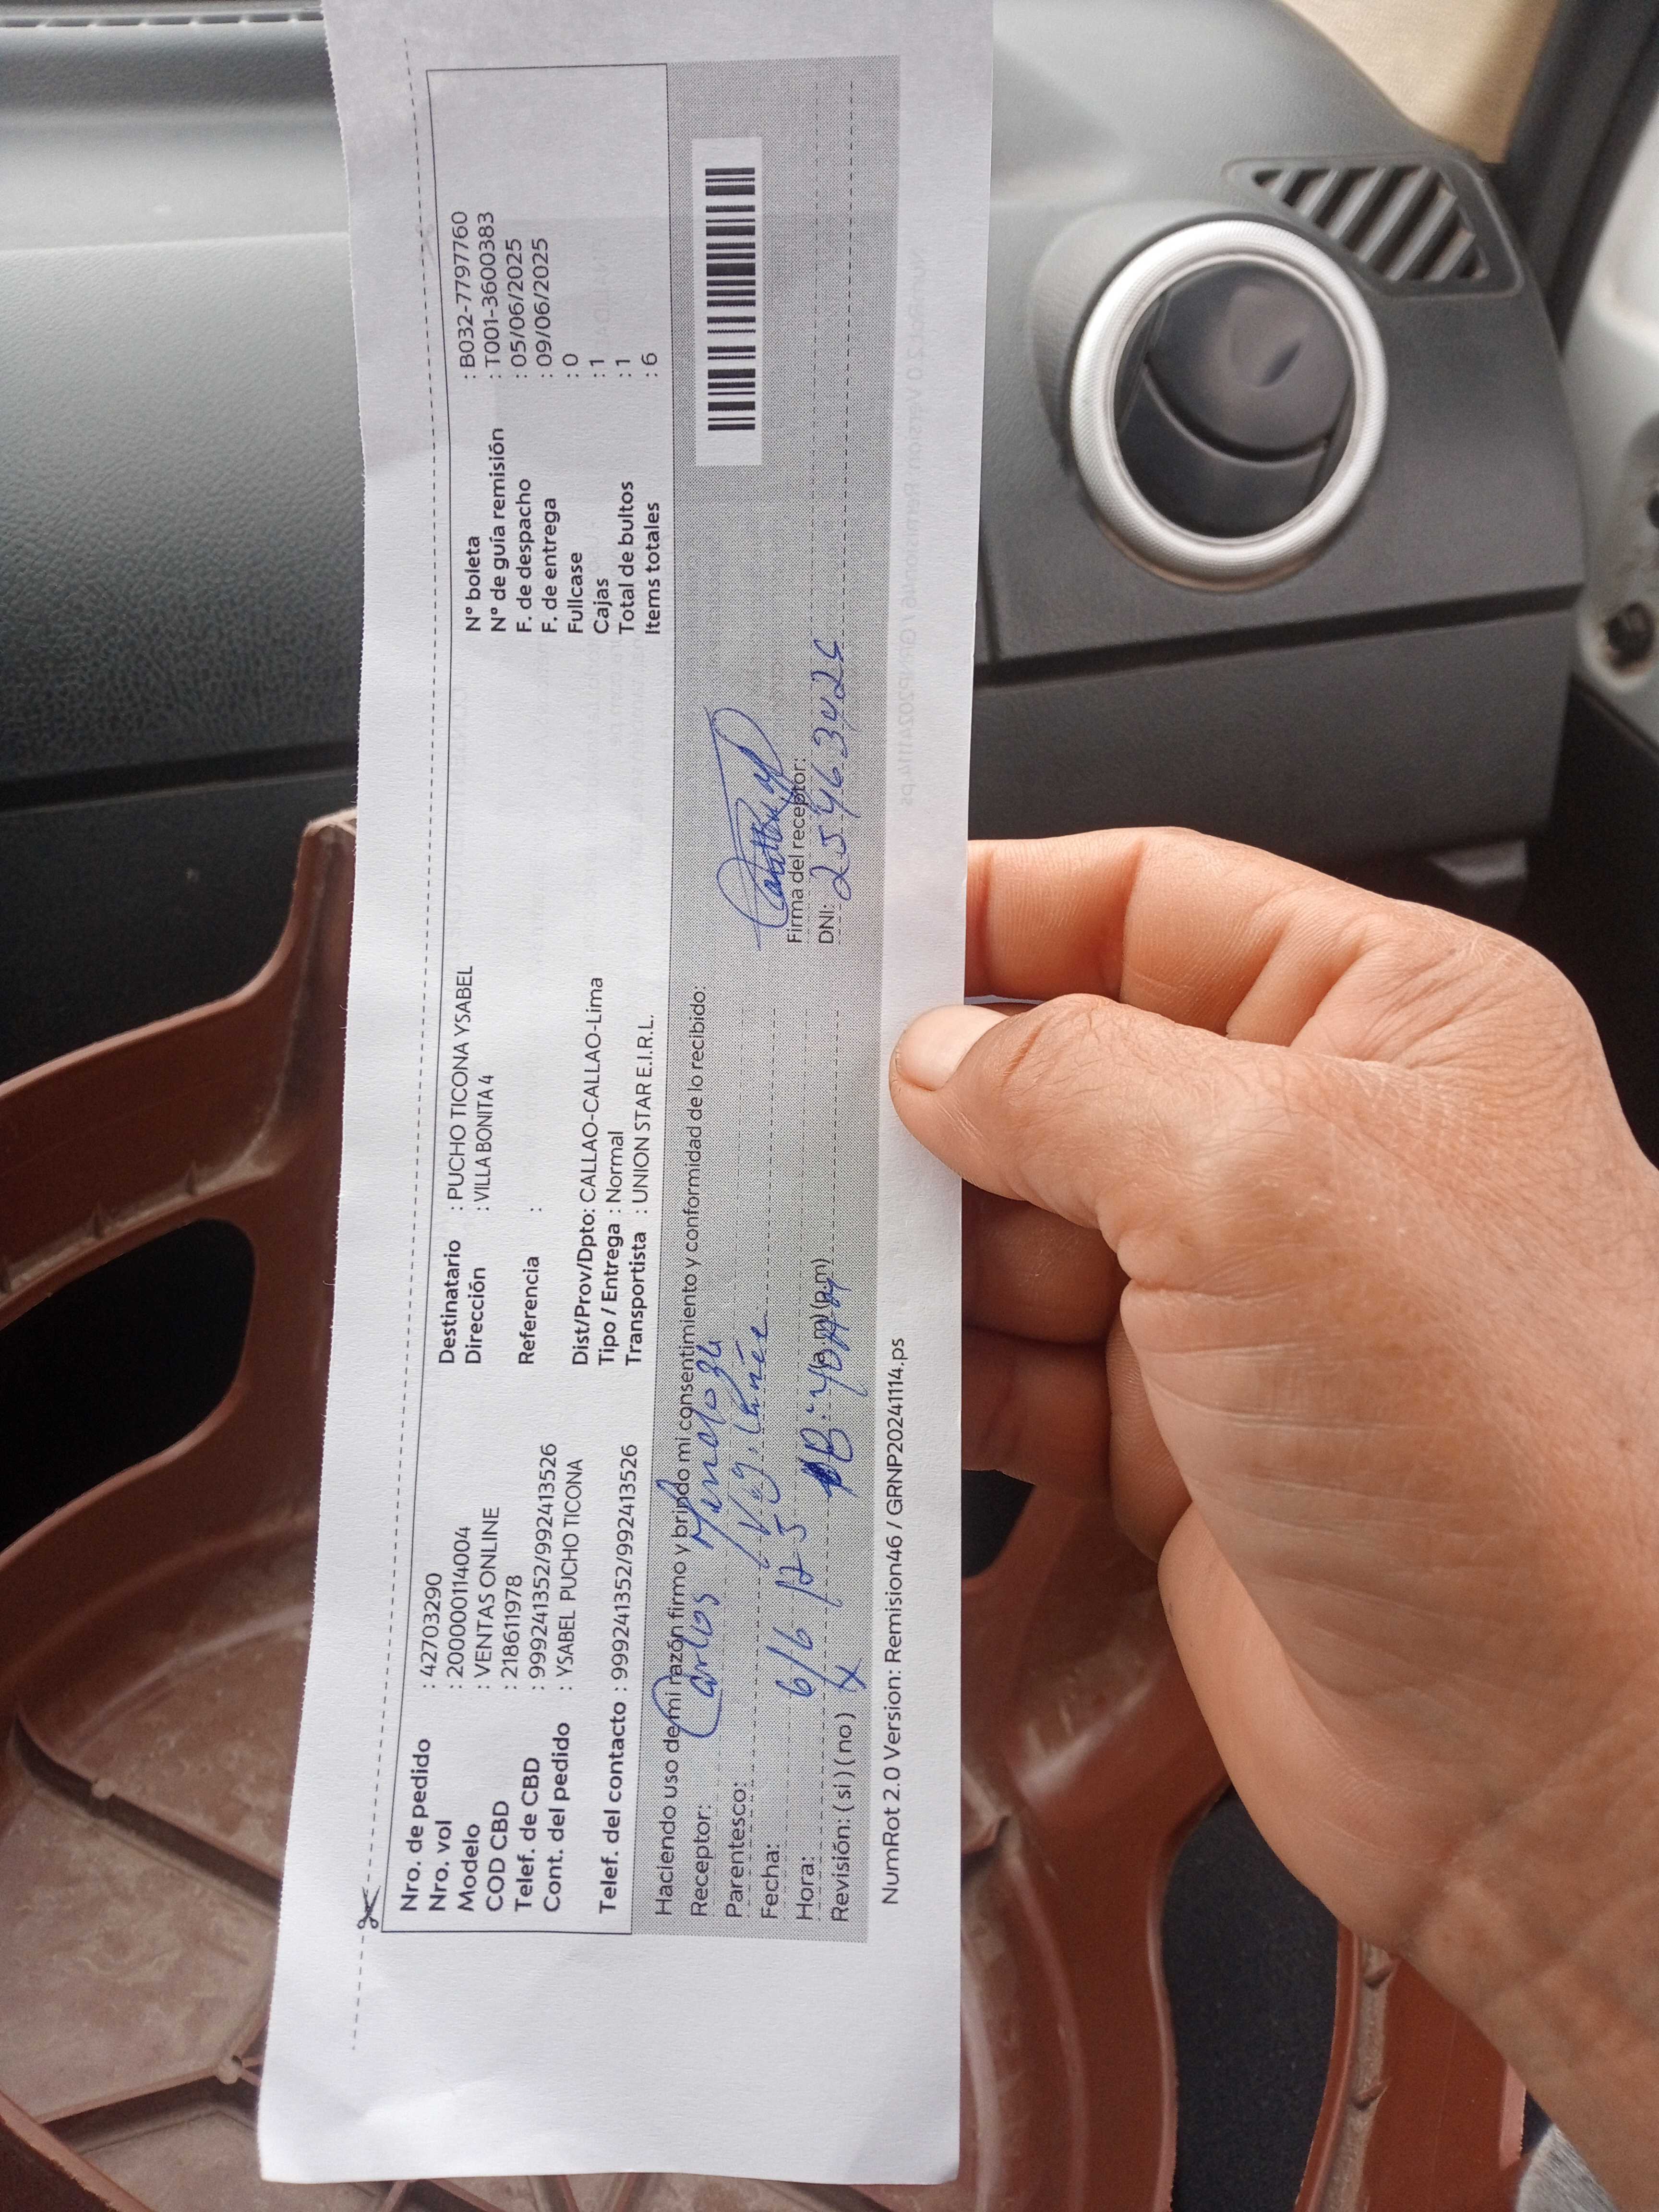 Nro. de pedido : 42703290
Nro. vol : 200000114004
Modelo : VENTAS ONLINE
COD CBD : 218611978
Telef. de CBD : 999241352/992413526
Cont. del pedido : YSABEL PUCHO TICONA
Telef. del contacto : 999241352/992413526
Destinatario : PUCHO TICONA YSABEL
Dirección : VILLA BONITA 4
Referencia :
Dist/Prov/Dpto: CALLAO-CALLAO-Lima
Tipo / Entrega : Normal
Transportista : UNION STAR E.I.R.L.
N° boleta : B032-7797760
N° de guía remisión : T001-3600383
F. de despacho : 05/06/2025
F. de entrega : 09/06/2025
Fullcase : 0
Cajas : 1
Total de bultos : 1
Items totales : 6
Haciendo uso de mi razón firmo y brindo mi consentimiento y conformidad de lo recibido:
Receptor: Carlos Mendoza
Parentesco: Vigilante
Fecha: 6/6/25
Hora: (a.m) (p.m)
Revisión: ( si ) ( no )
Firma del receptor:
DNI:
NumRot 2.0 Version: Remision46 / GRNP20241114.ps